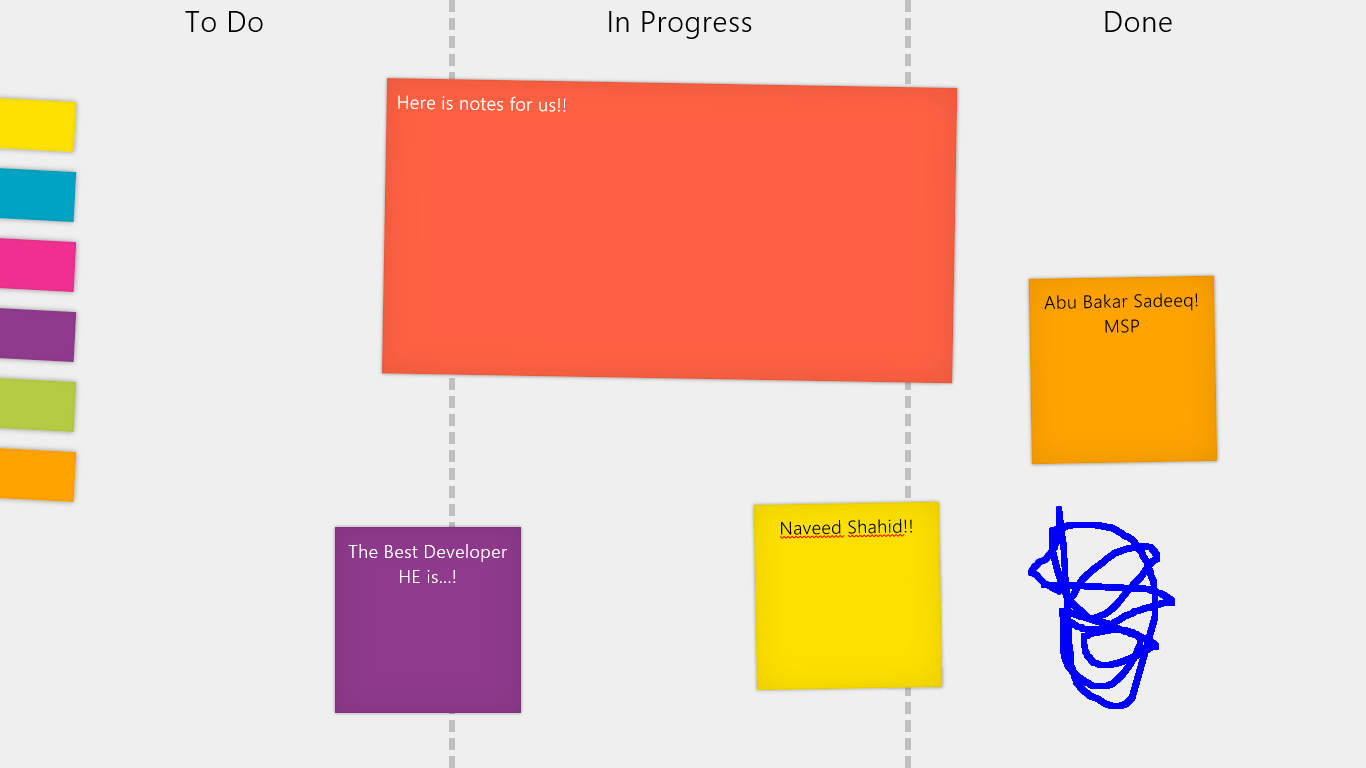 To Do
In Progress
Done
Here is notes for us!!
Abu Bakar Sadeeq!
MSP
The Best Developer
HE is...!
Naveed Shahid!!